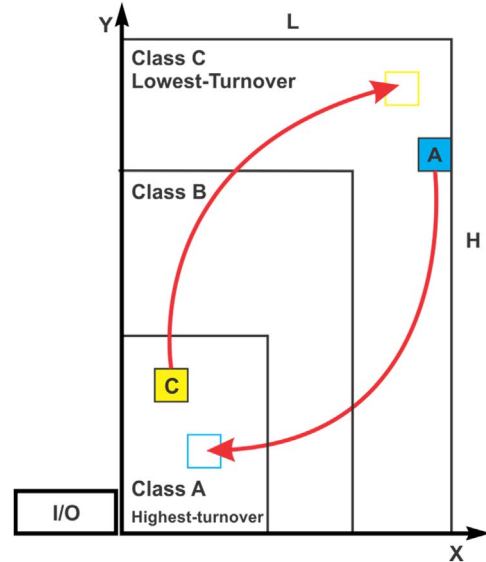 Y
L
Class C
Lowest-Turnover
A
Class B
H
C
Class A
I/O
Highest-turnover
X